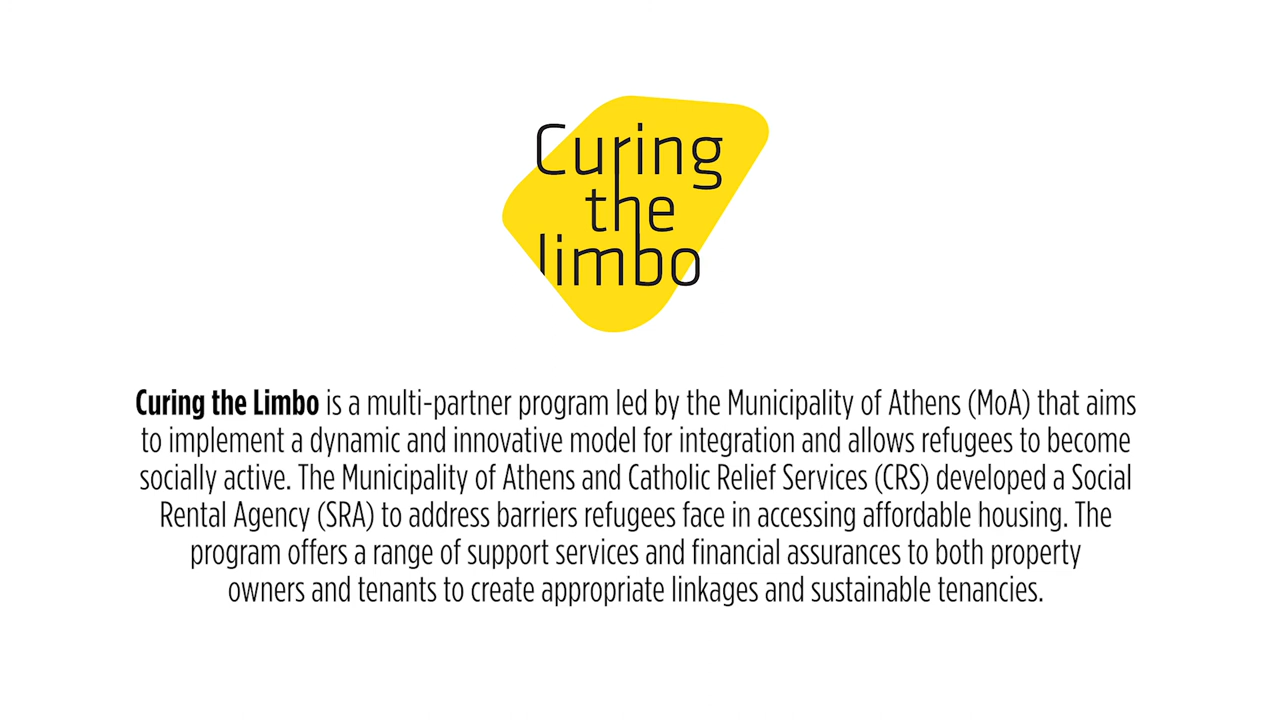 Curing
the
limbo
Curing the Limbo is a multi-partner program led by the Municipality of Athens (MoA) that aims
to implement a dynamic and innovative model for integration and allows refugees to become
socially active. The Municipality of Athens and Catholic Relief Services (CRS) developed a Social
Rental Agency (SRA) to address barriers refugees face in accessing affordable housing. The
program offers a range of support services and financial assurances to both property
owners and tenants to create appropriate linkages and sustainable tenancies.